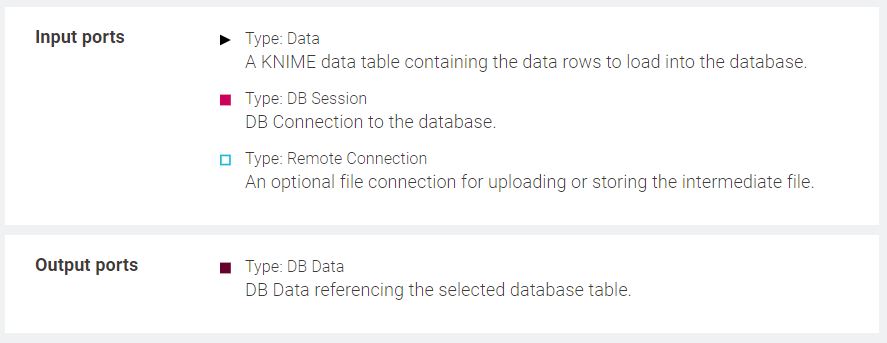 Input ports
Type: Data
A KNIME data table containing the data rows to load into the database.
Type: DB Session
DB Connection to the database.
Type: Remote Connection
An optional file connection for uploading or storing the intermediate file.
Output ports
Type: DB Data
DB Data referencing the selected database table.